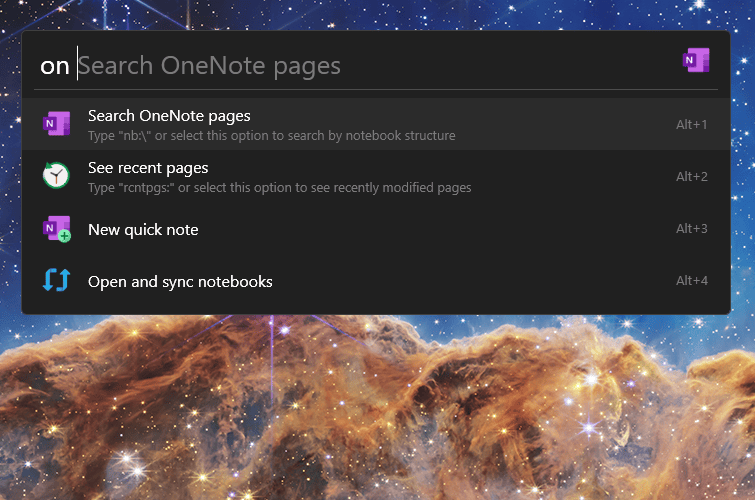 on Search OneNote pages
Search OneNote pages
Type "nb:\" or select this option to search by notebook structure
Alt+1
See recent pages
Type "rcntpgs:" or select this option to see recently modified pages
Alt+2
New quick note
Alt+3
Open and sync notebooks
Alt+4